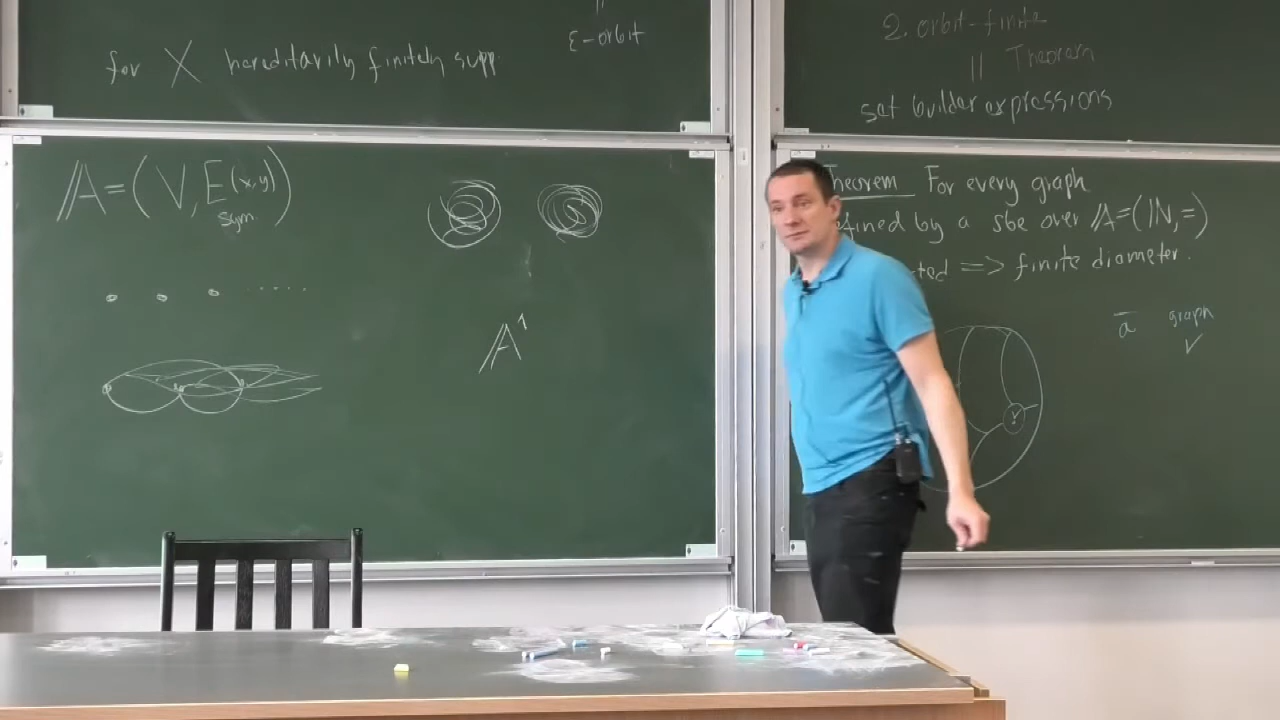 for X hereditarily finitely supp
ε-orbit
𝔸=(V,E(x,y))
sym.
𝔸¹
2. orbit-finite
|| Theorem
set builder expressions
Theorem For every graph
fined by a sbe over 𝔸=(ℕ,=)
ted => finite diameter.
ā graph
✓